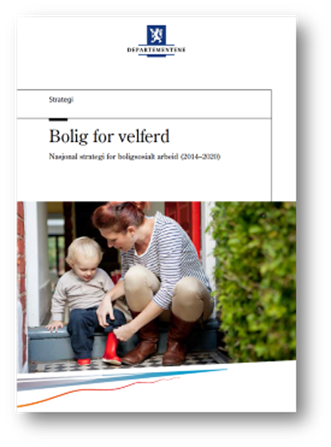 DEPARTEMENTENE
Strategi
Bolig for velferd
Nasjonal strategi for boligsosialt arbeid (2014–2020)